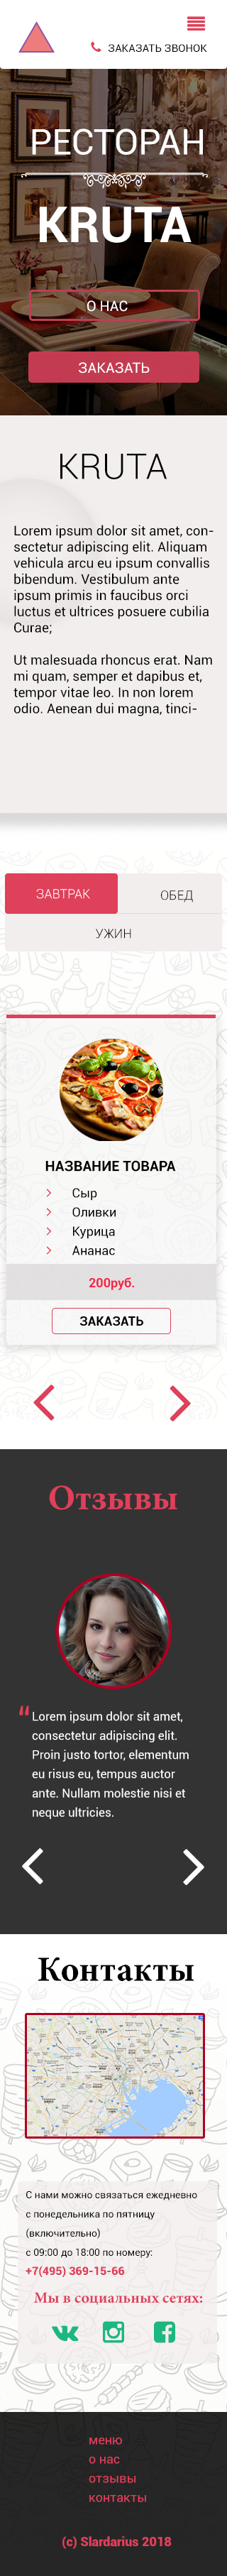 ЗАКАЗАТЬ ЗВОНОК
РЕСТОРАН
KRUTA
О НАС
ЗАКАЗАТЬ
KRUTA
Lorem ipsum dolor sit amet, con-
sectetur adipiscing elit. Aliquam
vehicula arcu eu ipsum convallis
bibendum. Vestibulum ante
ipsum primis in faucibus orci
luctus et ultrices posuere cubilia
Curae;
Ut malesuada rhoncus erat. Nam
mi quam, semper et dapibus et,
tempor vitae leo. In non lorem
odio. Aenean dui magna, tinci-
ЗАВТРАК
ОБЕД
УЖИН
НАЗВАНИЕ ТОВАРА
Сыр
Оливки
Курица
Ананас
200руб.
ЗАКАЗАТЬ
Отзывы
“ Lorem ipsum dolor sit amet,
consectetur adipiscing elit.
Proin justo tortor, elementum
eu risus eu, tempus auctor
ante. Nullam molestie nisi et
neque ultricies.
Контакты
С нами можно связаться ежедневно
с понедельника по пятницу
(включительно)
с 09:00 до 18:00 по номеру:
+7(495) 369-15-66
Мы в социальных сетях:
меню
о нас
отзывы
контакты
(c) Slardarius 2018